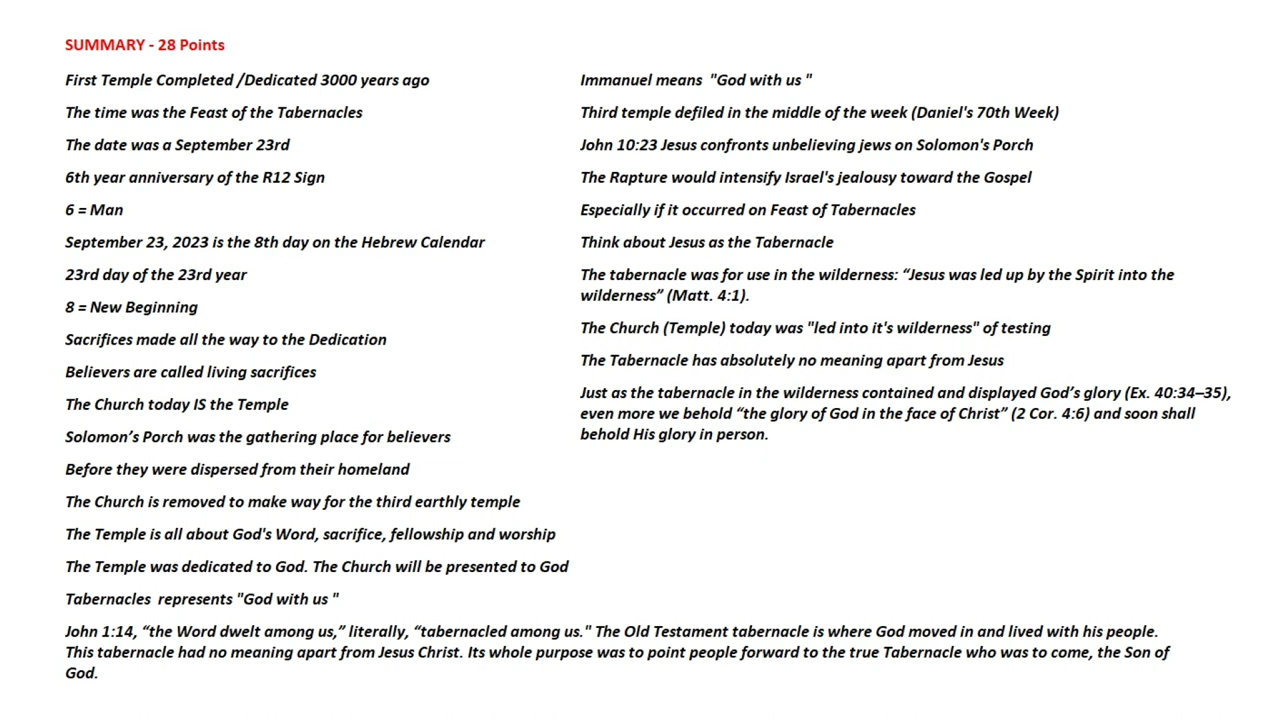 SUMMARY - 28 Points
First Temple Completed /Dedicated 3000 years ago
The time was the Feast of the Tabernacles
The date was a September 23rd
6th year anniversary of the R12 Sign
6 = Man
September 23, 2023 is the 8th day on the Hebrew Calendar
23rd day of the 23rd year
8 = New Beginning
Sacrifices made all the way to the Dedication
Believers are called living sacrifices
The Church today IS the Temple
Solomon’s Porch was the gathering place for believers
Before they were dispersed from their homeland
The Church is removed to make way for the third earthly temple
The Temple is all about God's Word, sacrifice, fellowship and worship
The Temple was dedicated to God. The Church will be presented to God
Tabernacles  represents "God with us "
John 1:14, “the Word dwelt among us,” literally, “tabernacled among us." The Old Testament tabernacle is where God moved in and lived with his people.
This tabernacle had no meaning apart from Jesus Christ. Its whole purpose was to point people forward to the true Tabernacle who was to come, the Son of
God.
Immanuel means  "God with us "
Third temple defiled in the middle of the week (Daniel's 70th Week)
John 10:23 Jesus confronts unbelieving jews on Solomon's Porch
The Rapture would intensify Israel's jealousy toward the Gospel
Especially if it occurred on Feast of Tabernacles
Think about Jesus as the Tabernacle
The tabernacle was for use in the wilderness: “Jesus was led up by the Spirit into the
wilderness” (Matt. 4:1).
The Church (Temple) today was "led into it's wilderness" of testing
The Tabernacle has absolutely no meaning apart from Jesus
Just as the tabernacle in the wilderness contained and displayed God’s glory (Ex. 40:34–35),
even more we behold “the glory of God in the face of Christ” (2 Cor. 4:6) and soon shall
behold His glory in person.